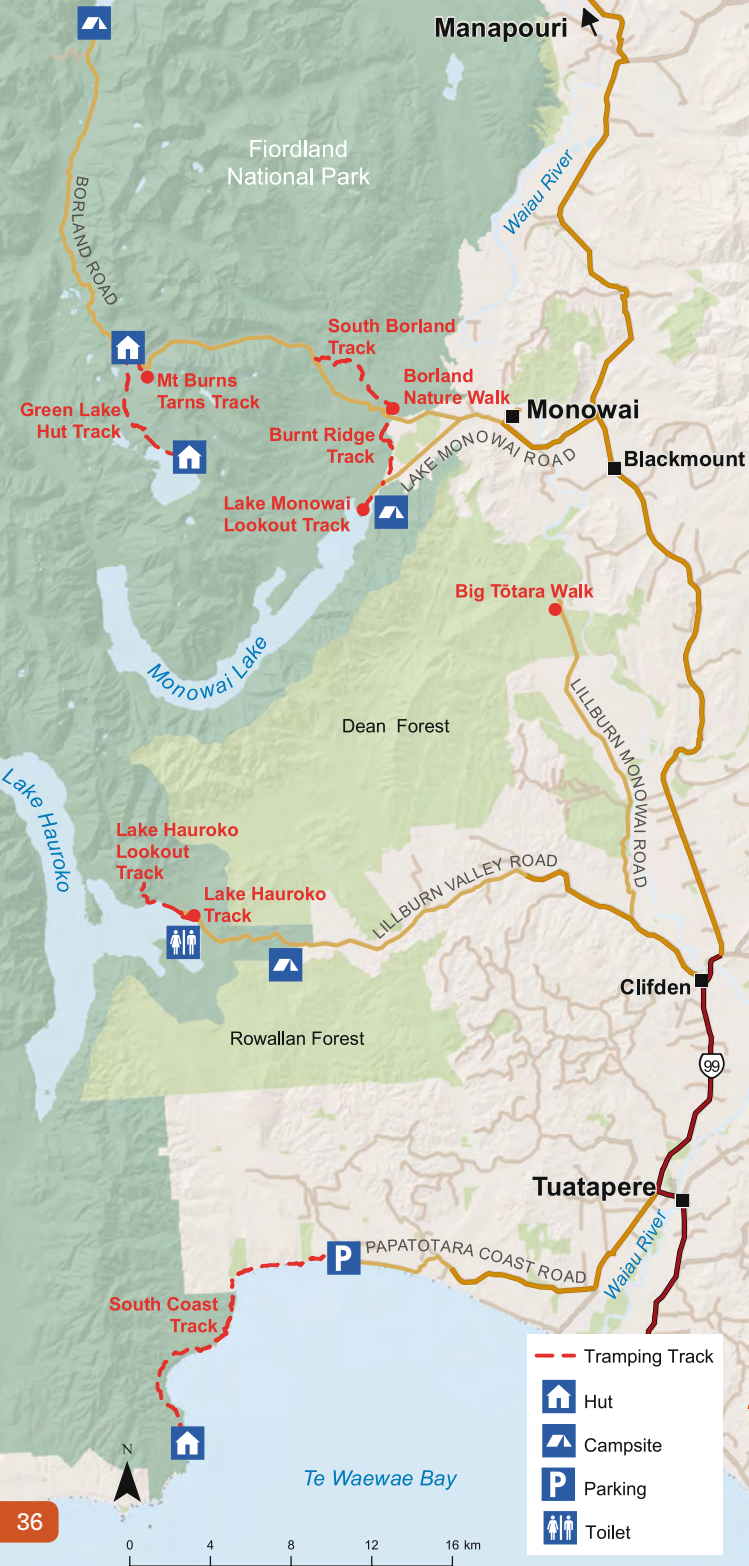 Manapouri
Fiordland
National Park
Waiau River
BORLAND ROAD
South Borland
Track
Mt Burns
Tarns Track
Borland
Nature Walk
Green Lake
Hut Track
Monowai
Burnt Ridge
Track
LAKE MONOWAI ROAD
Blackmount
Lake Monowai
Lookout Track
Big Tōtara Walk
Monowai Lake
Dean  Forest
LILLBURN MONOWAI ROAD
Lake Hauroko
Lake Hauroko
Lookout
Track
Lake Hauroko
Track
LILLBURN VALLEY ROAD
Clifden
Rowallan Forest
99
Tuatapere
PAPATOTARA COAST ROAD
Waiau River
South Coast
Track
Tramping Track
Hut
Campsite
P Parking
Toilet
N
Te Waewae Bay
36
0 4 8 12 16 km
P